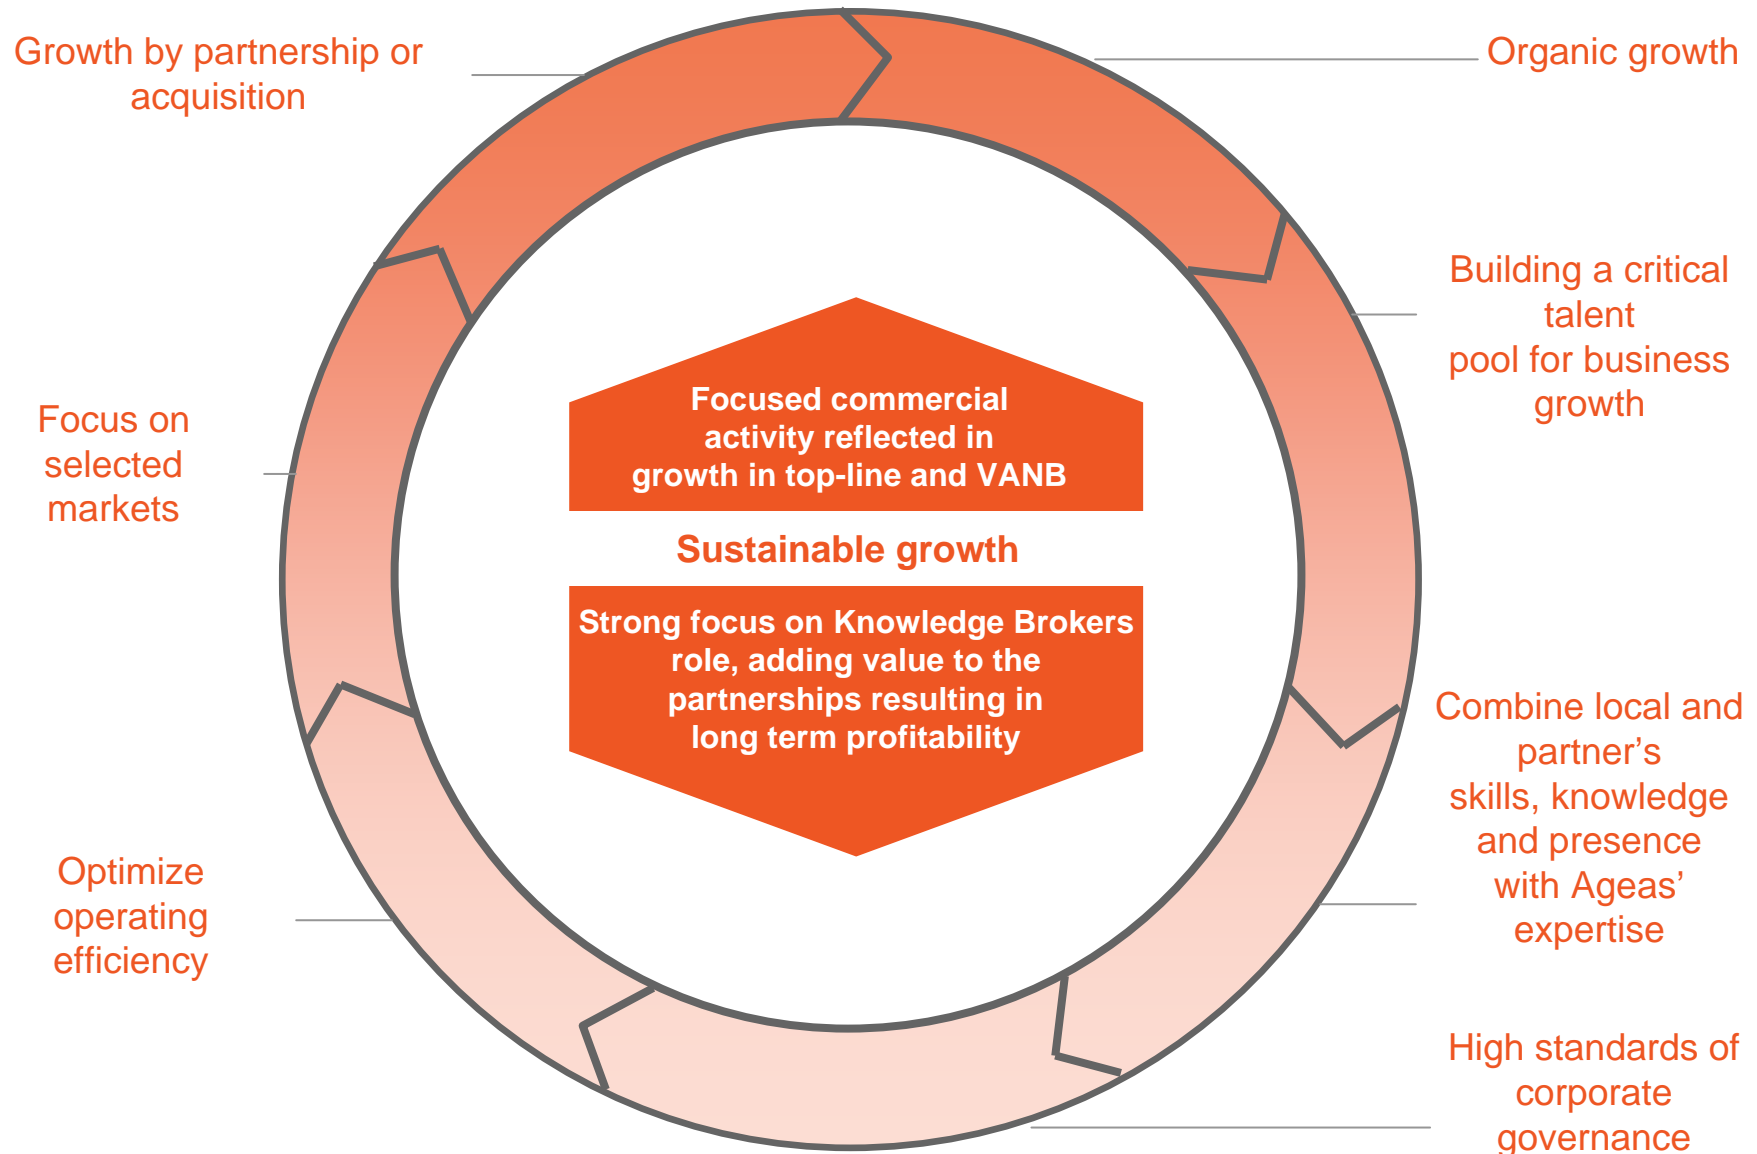 Growth by partnership or
acquisition
Organic growth
Building a critical
talent
pool for business
growth
Focused commercial
activity reflected in
growth in top-line and VANB
Focus on
selected
markets
Sustainable growth
Strong focus on Knowledge Brokers
role, adding value to the
partnerships resulting in
long term profitability
Combine local and
partner’s
skills, knowledge
and presence
with Ageas’
expertise
Optimize
operating
efficiency
High standards of
corporate
governance